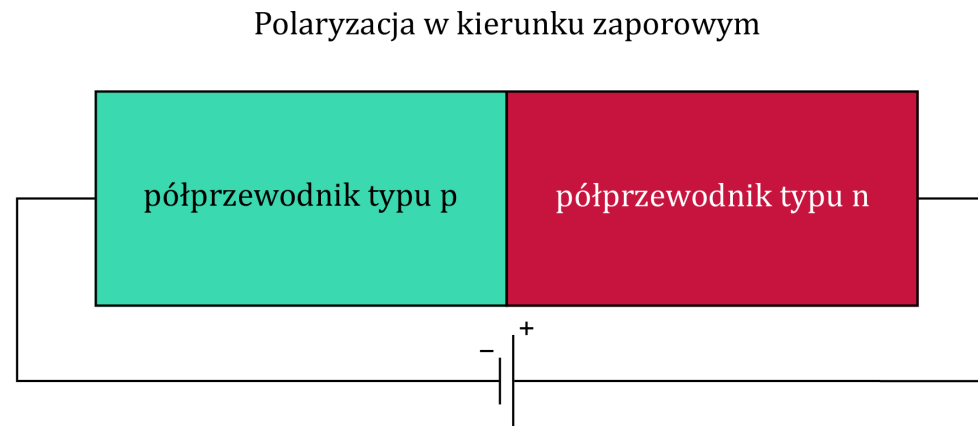 Polaryzacja w kierunku zaporowym
półprzewodnik typu p
półprzewodnik typu n
+
–